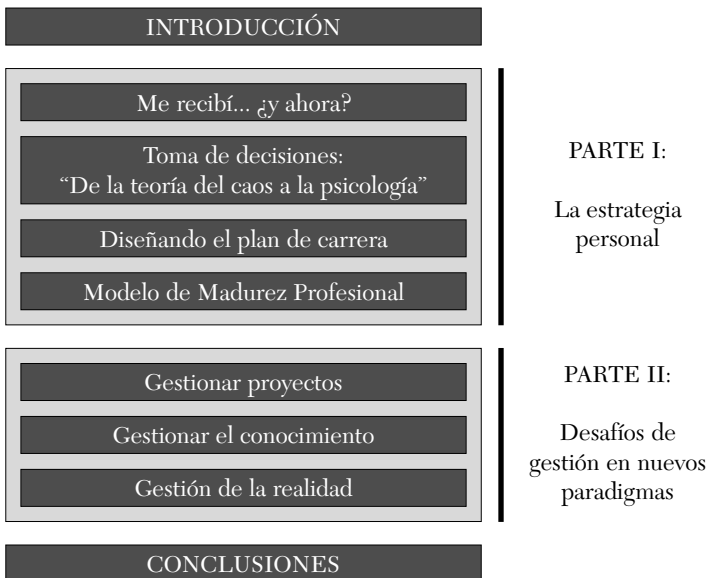 INTRODUCCIÓN
Me recibí... ¿y ahora?
Toma de decisiones:
“De la teoría del caos a la psicología”
Diseñando el plan de carrera
Modelo de Madurez Profesional
PARTE I:
La estrategia
personal
Gestionar proyectos
Gestionar el conocimiento
Gestión de la realidad
PARTE II:
Desafíos de
gestión en nuevos
paradigmas
CONCLUSIONES